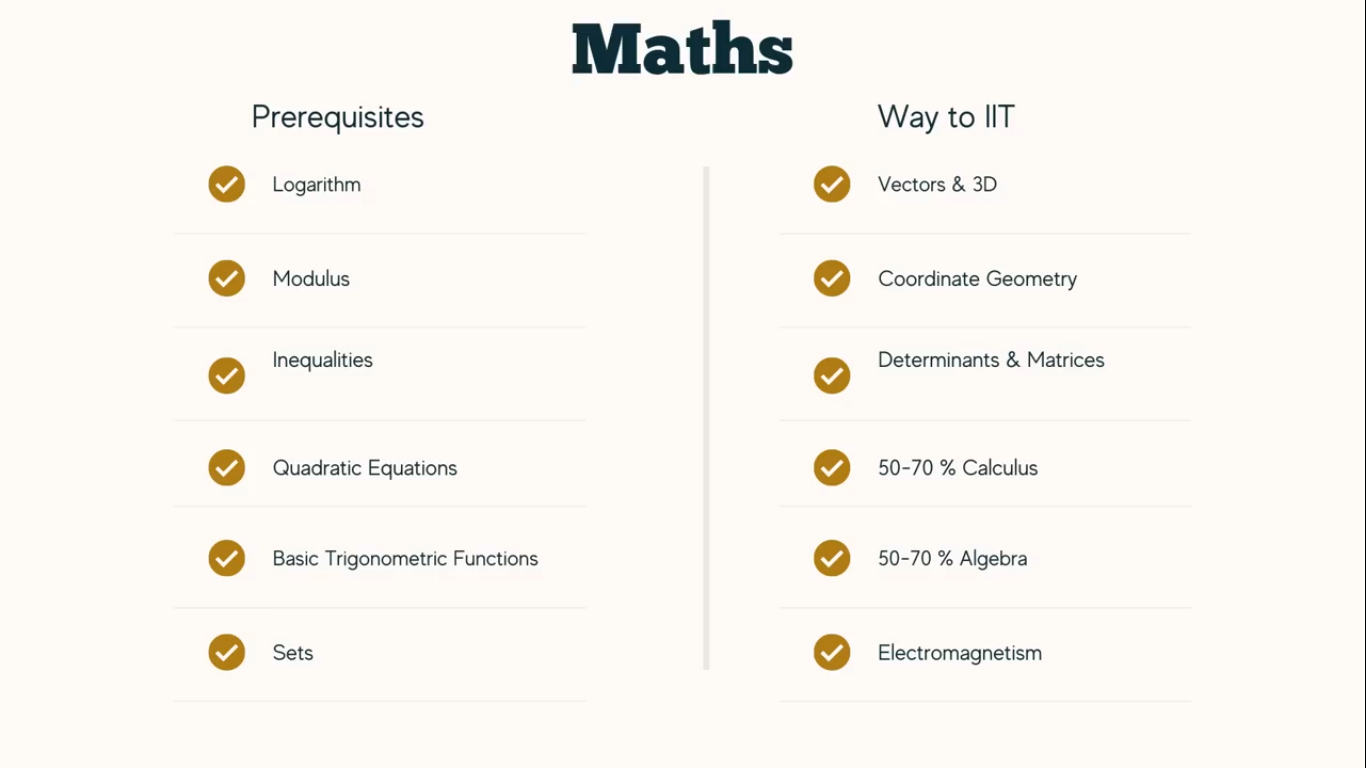 Maths
Prerequisites
Logarithm
Modulus
Inequalities
Quadratic Equations
Basic Trigonometric Functions
Sets
Way to IIT
Vectors & 3D
Coordinate Geometry
Determinants & Matrices
50-70 % Calculus
50-70 % Algebra
Electromagnetism